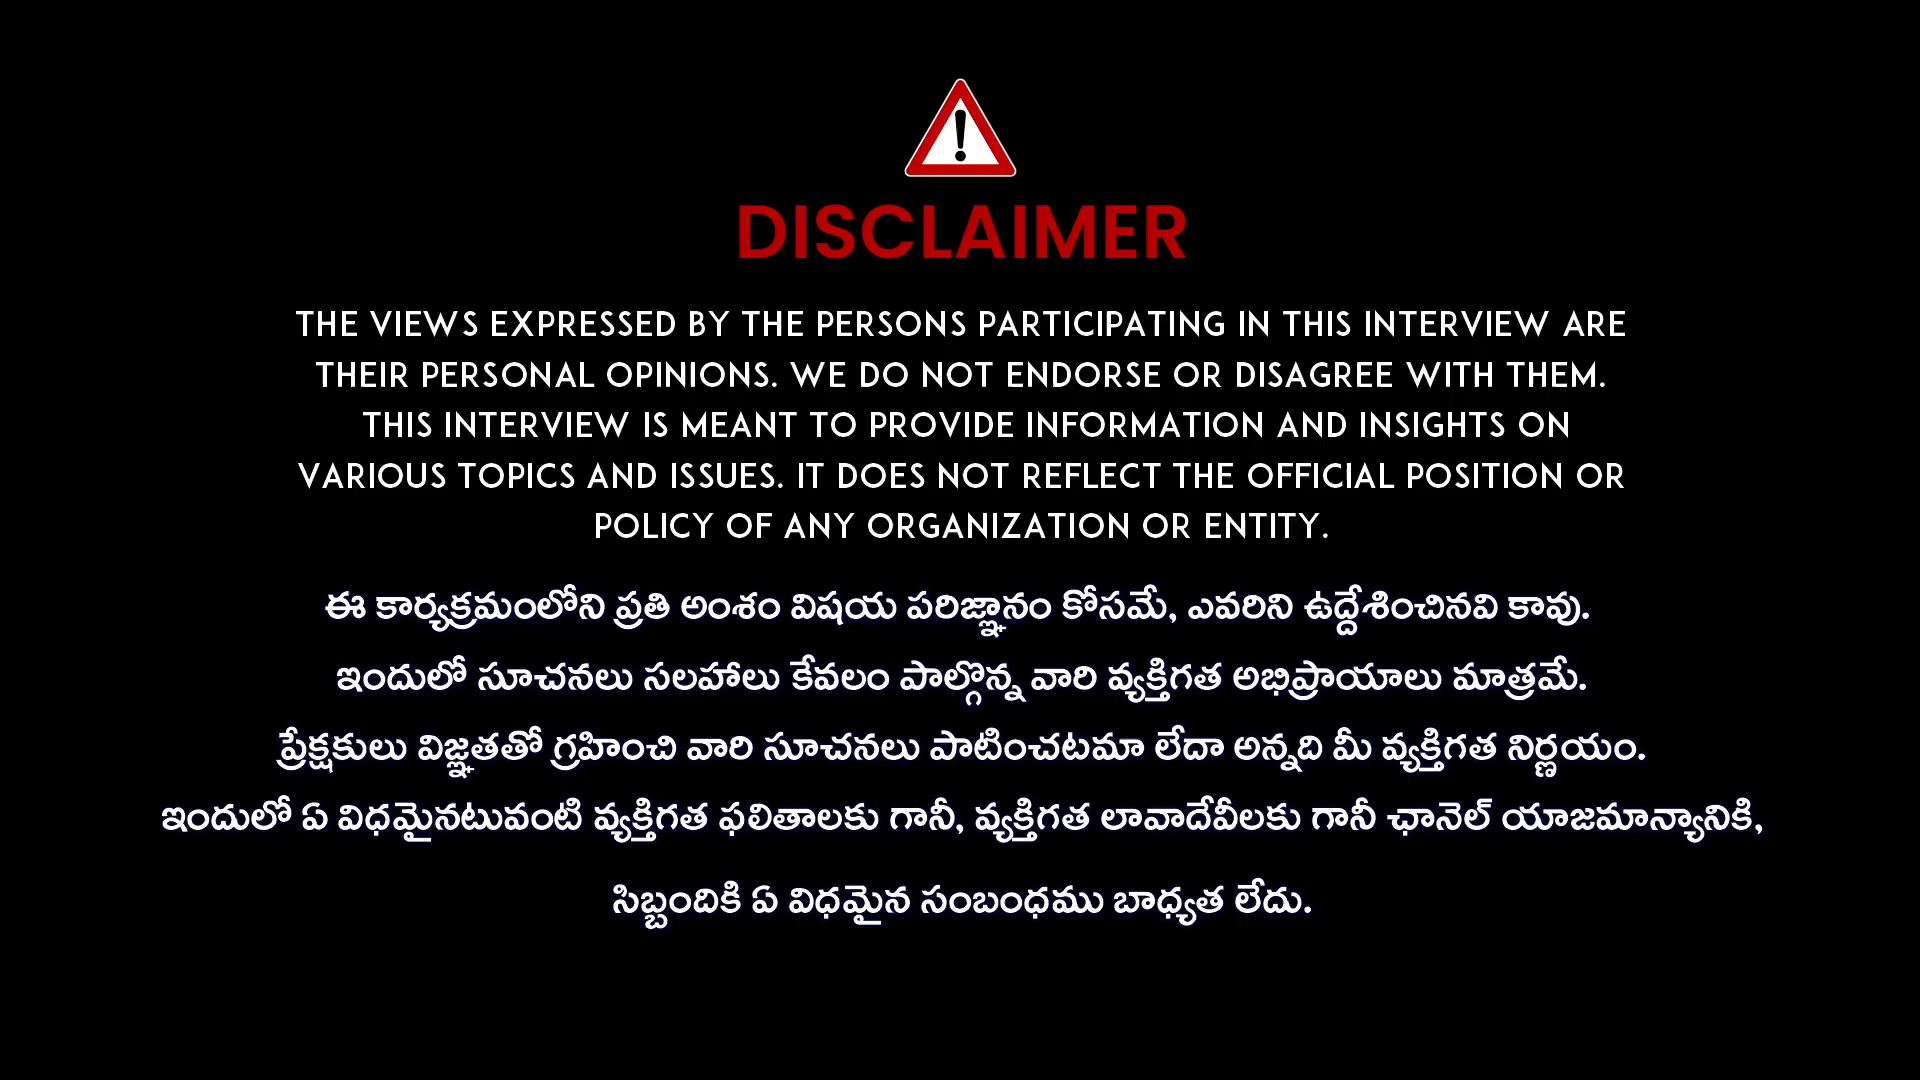 DISCLAIMER
THE VIEWS EXPRESSED BY THE PERSONS PARTICIPATING IN THIS INTERVIEW ARE
THEIR PERSONAL OPINIONS. WE DO NOT ENDORSE OR DISAGREE WITH THEM.
THIS INTERVIEW IS MEANT TO PROVIDE INFORMATION AND INSIGHTS ON
VARIOUS TOPICS AND ISSUES. IT DOES NOT REFLECT THE OFFICIAL POSITION OR
POLICY OF ANY ORGANIZATION OR ENTITY.
ఈ కార్యక్రమంలోని ప్రతి అంశం విషయ పరిజ్ఞానం కోసమే, ఎవరిని ఉద్దేశించినవి కావు.
ఇందులో సూచనలు సలహాలు కేవలం పాల్గొన్న వారి వ్యక్తిగత అభిప్రాయాలు మాత్రమే.
ప్రేక్షకులు విజ్ఞతతో గ్రహించి వారి సూచనలు పాటించటమా లేదా అన్నది మీ వ్యక్తిగత నిర్ణయం.
ఇందులో ఏ విధమైనటువంటి వ్యక్తిగత ఫలితాలకు గానీ, వ్యక్తిగత లావాదేవీలకు గానీ ఛానెల్ యాజమాన్యానికి,
సిబ్బందికి ఏ విధమైన సంబంధము బాధ్యత లేదు.